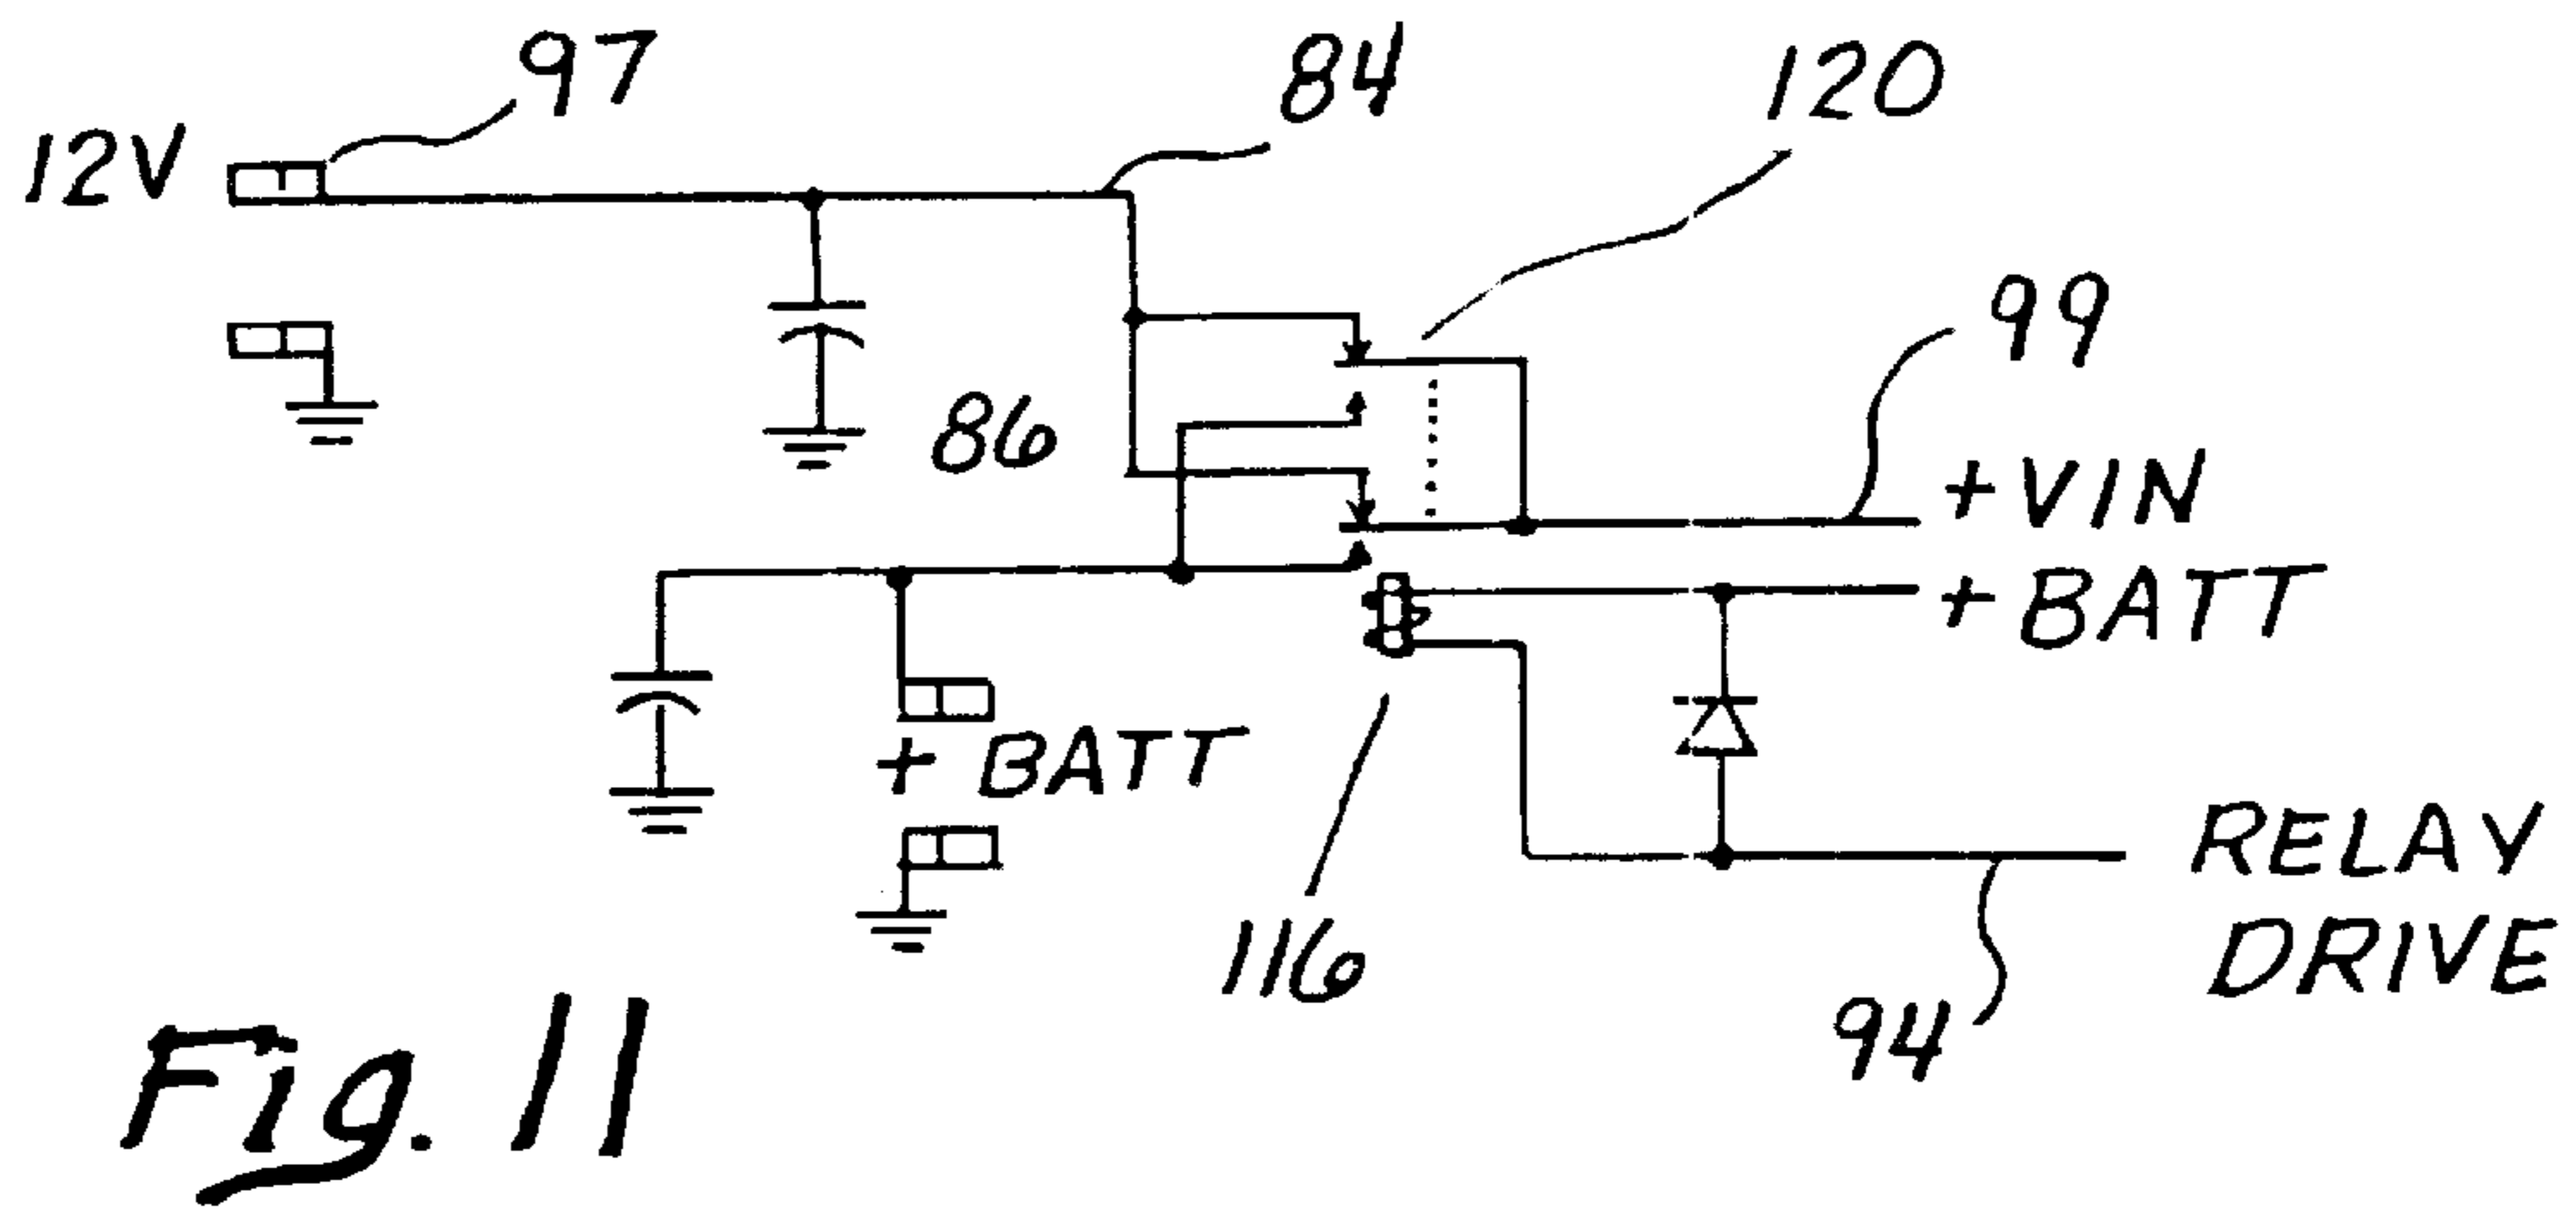 97
84
120
12V
99
86
+ VIN
+ BATT
+ BATT
RELAY
DRIVE
116
94
Fig. 11